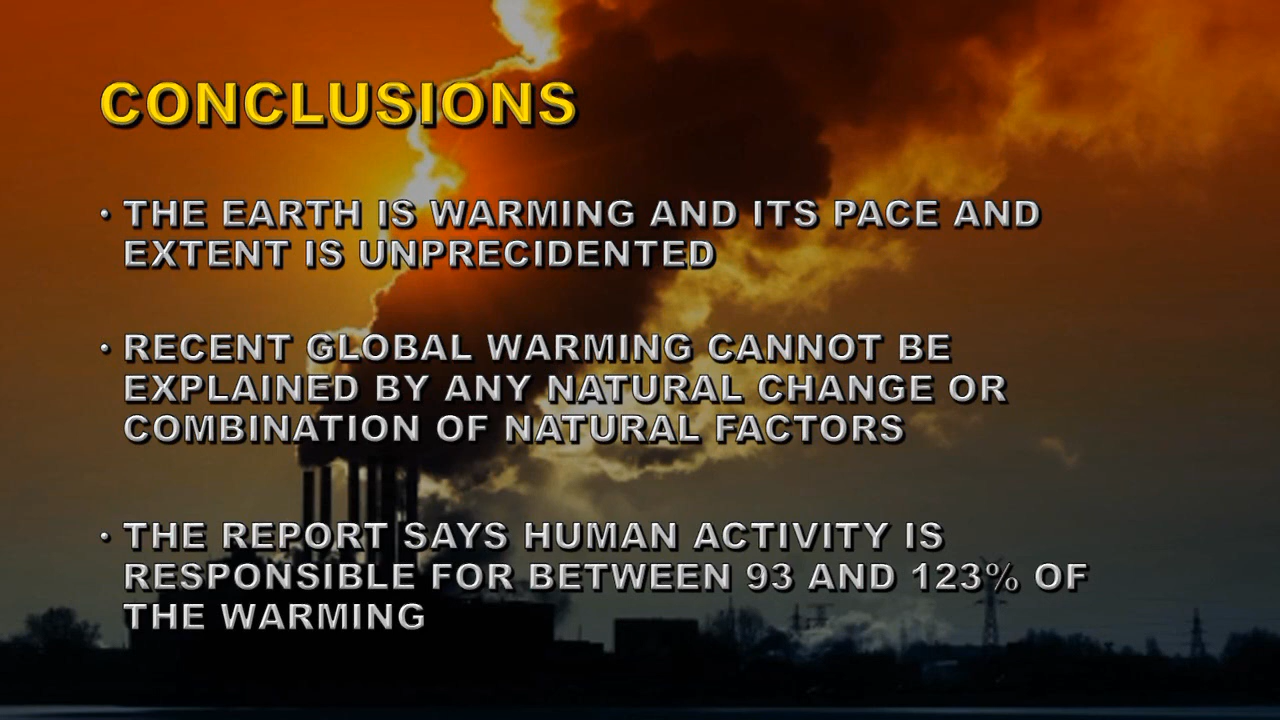 CONCLUSIONS
• THE EARTH IS WARMING AND ITS PACE AND
EXTENT IS UNPRECIDENTED
• RECENT GLOBAL WARMING CANNOT BE
EXPLAINED BY ANY NATURAL CHANGE OR
COMBINATION OF NATURAL FACTORS
• THE REPORT SAYS HUMAN ACTIVITY IS
RESPONSIBLE FOR BETWEEN 93 AND 123% OF
THE WARMING